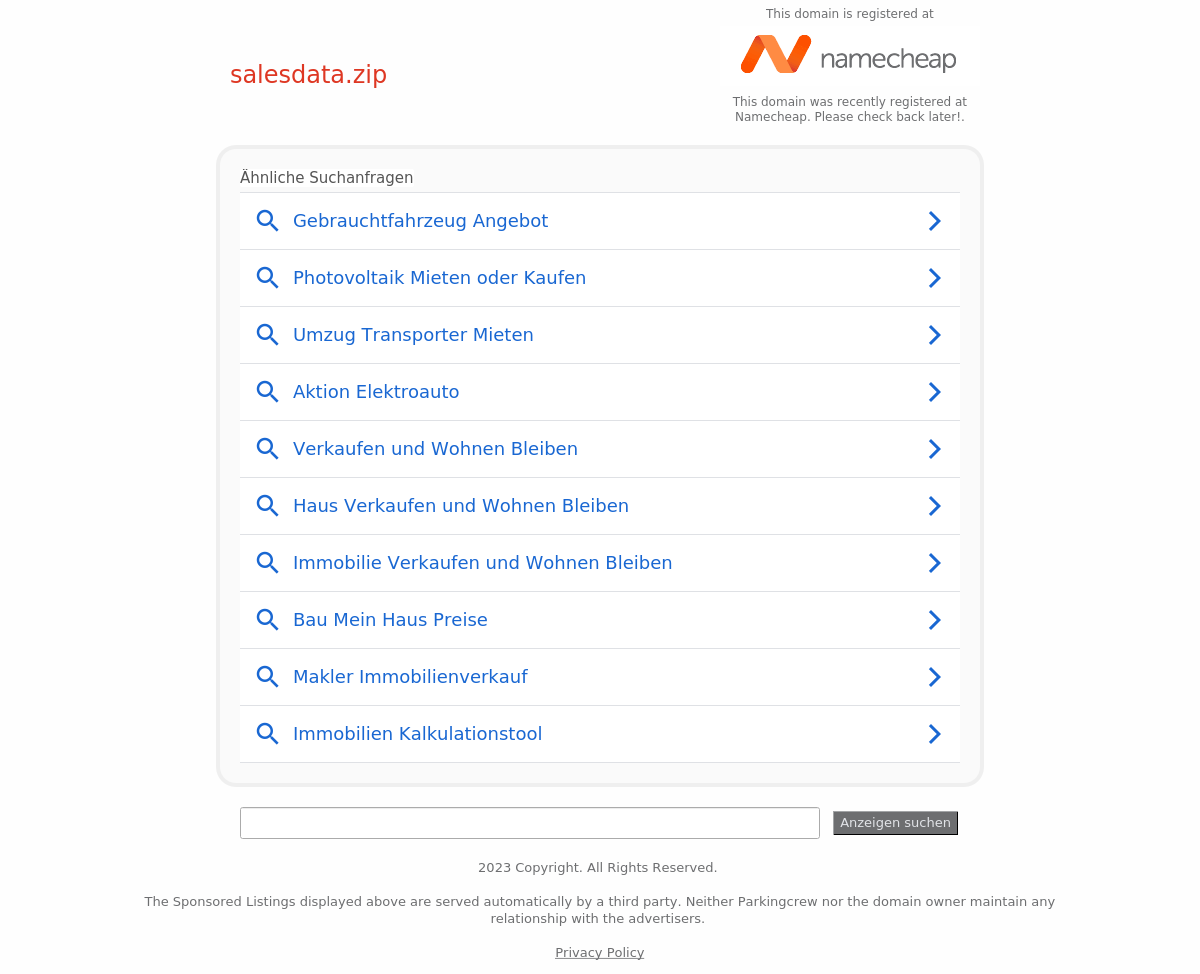 This domain is registered at
namecheap
salesdata.zip
This domain was recently registered at
Namecheap. Please check back later!.
Ähnliche Suchanfragen
Gebrauchtfahrzeug Angebot
Photovoltaik Mieten oder Kaufen
Umzug Transporter Mieten
Aktion Elektroauto
Verkaufen und Wohnen Bleiben
Haus Verkaufen und Wohnen Bleiben
Immobilie Verkaufen und Wohnen Bleiben
Bau Mein Haus Preise
Makler Immobilienverkauf
Immobilien Kalkulationstool
Anzeigen suchen
2023 Copyright. All Rights Reserved.
The Sponsored Listings displayed above are served automatically by a third party. Neither Parkingcrew nor the domain owner maintain any
relationship with the advertisers.
Privacy Policy